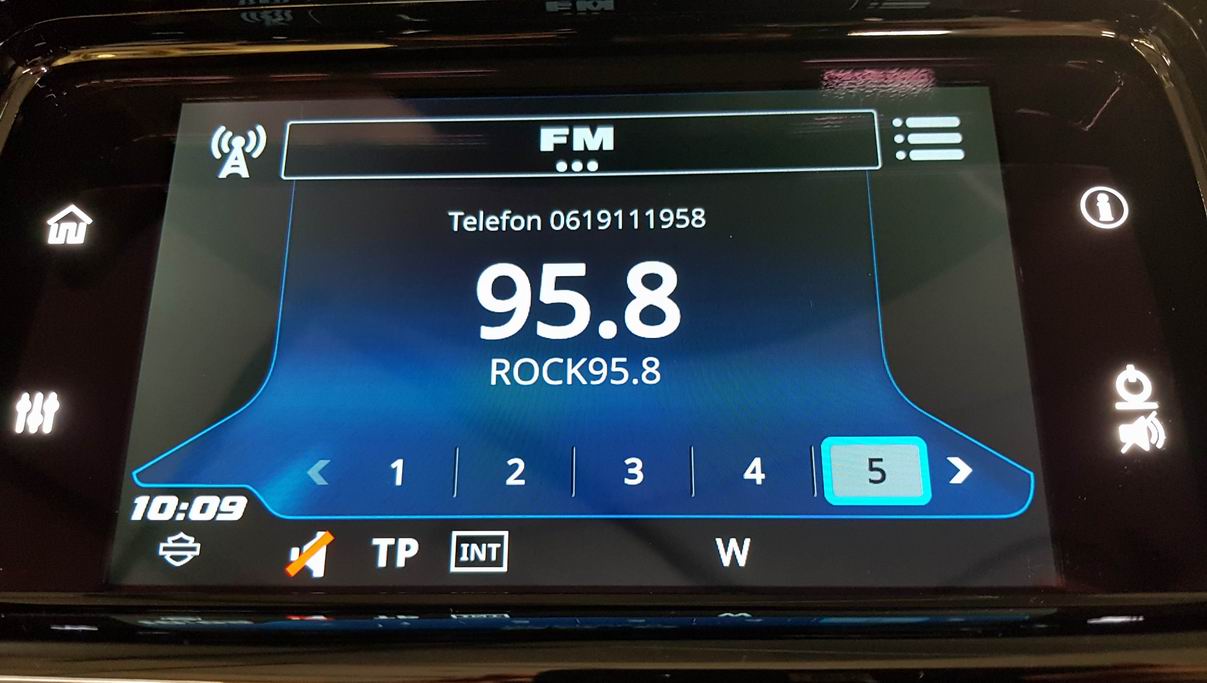 FM
Telefon 0619111958
95.8
ROCK95.8
1 2 3 4 5
10:09
TP INT W